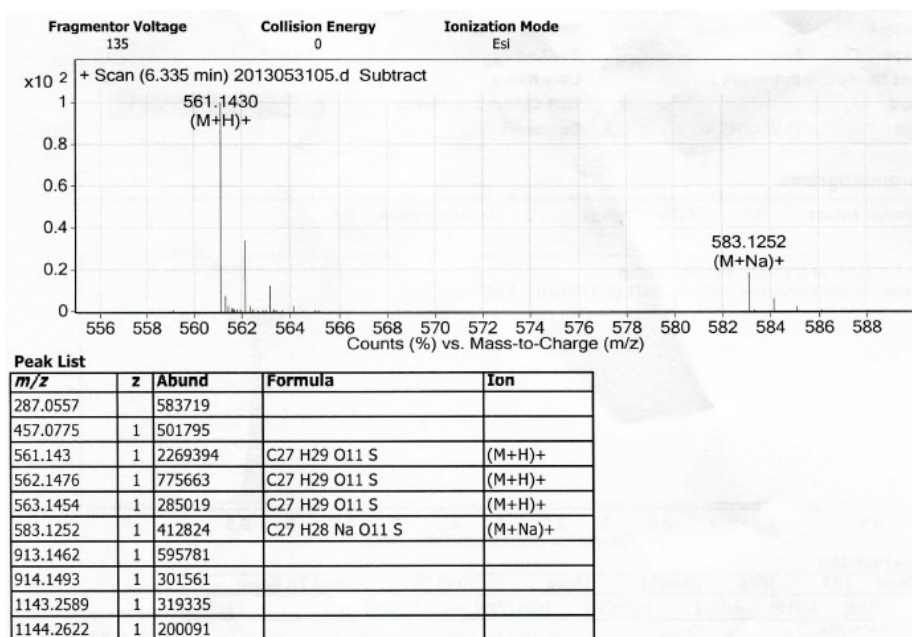 Fragmentor Voltage Collision Energy Ionization Mode
135 0 Esi
x10 2 + Scan (6.335 min) 2013053105.d Subtract
561.1430
(M+H)+
583.1252
(M+Na)+
1
0.8
0.6
0.4
0.2
0
556 558 560 562 564 566 568 570 572 574 576 578 580 582 584 586 588
Counts (%) vs. Mass-to-Charge (m/z)
Peak List
m/z z Abund Formula Ion
287.0557 583719
457.0775 1 501795
561.143 1 2269394 C27 H29 O11 S (M+H)+
562.1476 1 775663 C27 H29 O11 S (M+H)+
563.1454 1 285019 C27 H29 O11 S (M+H)+
583.1252 1 412824 C27 H28 Na O11 S (M+Na)+
913.1462 1 595781
914.1493 1 301561
1143.2589 1 319335
1144.2622 1 200091